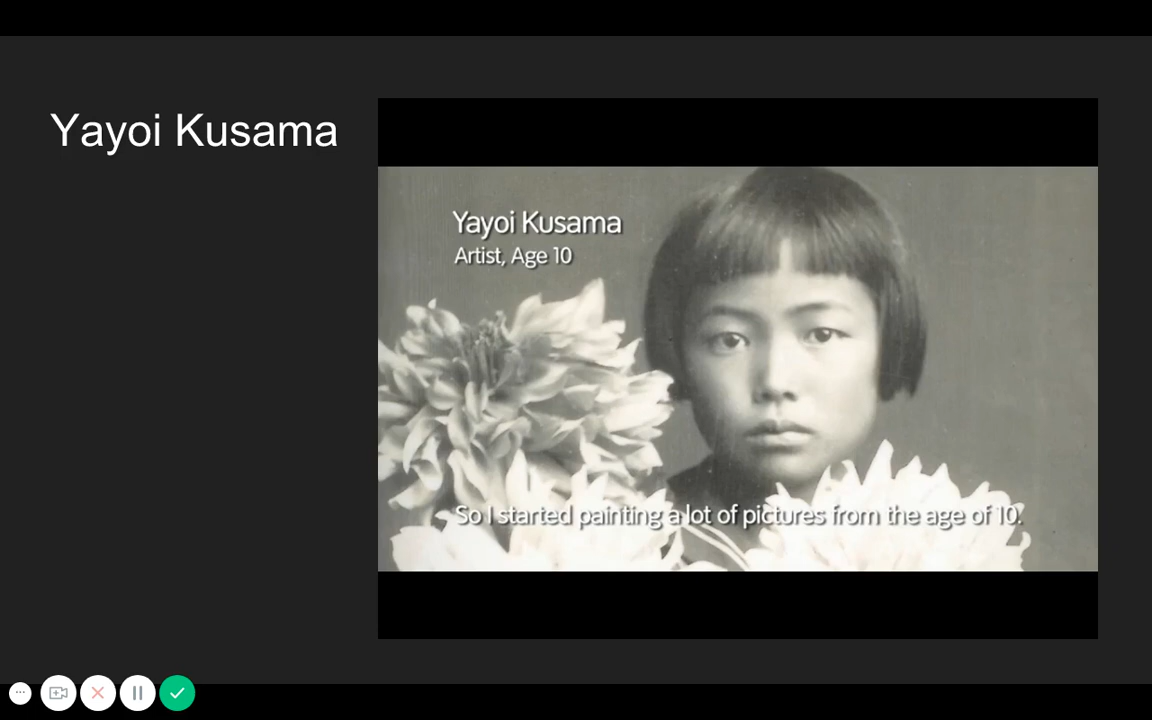 Yayoi Kusama
Yayoi Kusama
Artist, Age 10
So I started painting a lot of pictures from the age of 10.